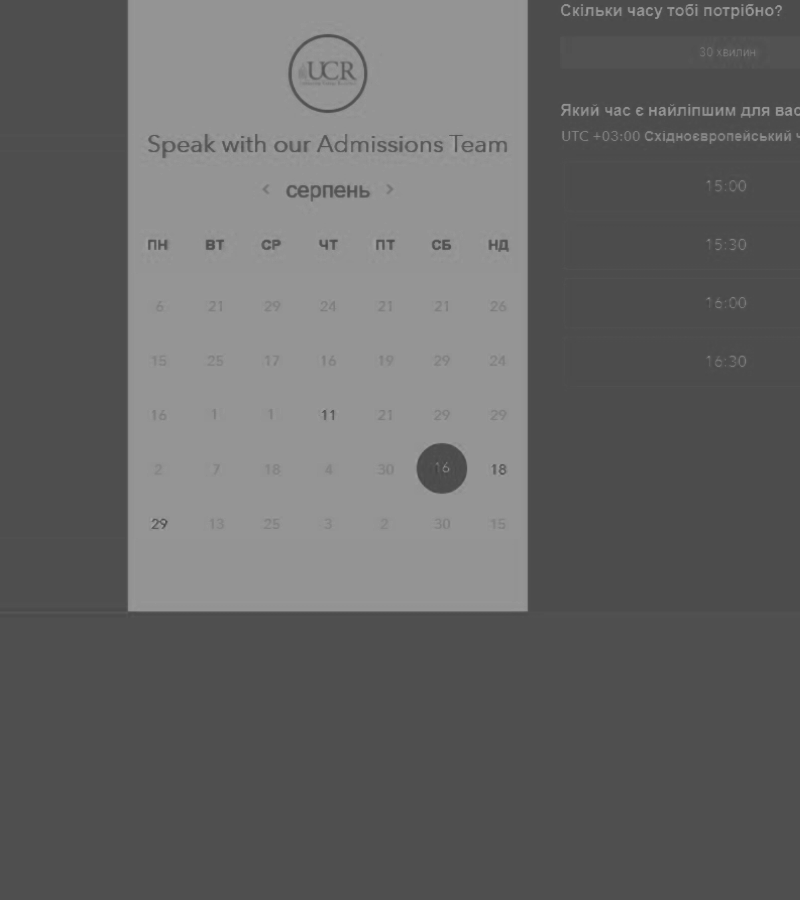 UCR
Speak with our Admissions Team
< серпень >
ПН ВТ СР ЧТ ПТ СБ НД
6 21 29 24 21 21 26
15 25 17 16 19 29 24
16 1 1 11 21 29 29
2 7 18 4 30 16 18
29 13 25 3 2 30 15
Скільки часу тобі потрібно?
30 хвилин
Який час є найліпшим для вас
UTC +03:00 Східноєвропейський ч
15:00
15:30
16:00
16:30